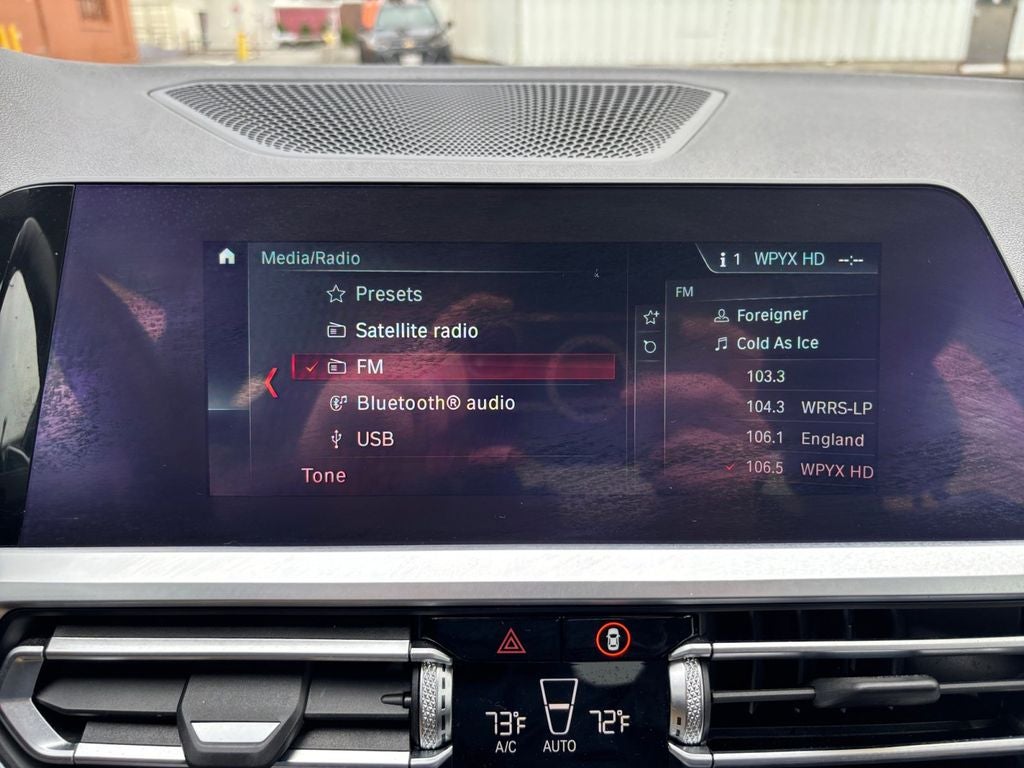 Media/Radio
1 WPYX HD --:--
Presets
Satellite radio
FM
Bluetooth® audio
USB
Tone
FM
Foreigner
Cold As Ice
103.3
104.3 WRRS-LP
106.1 England
106.5 WPYX HD
73°F
A/C
AUTO
72°F